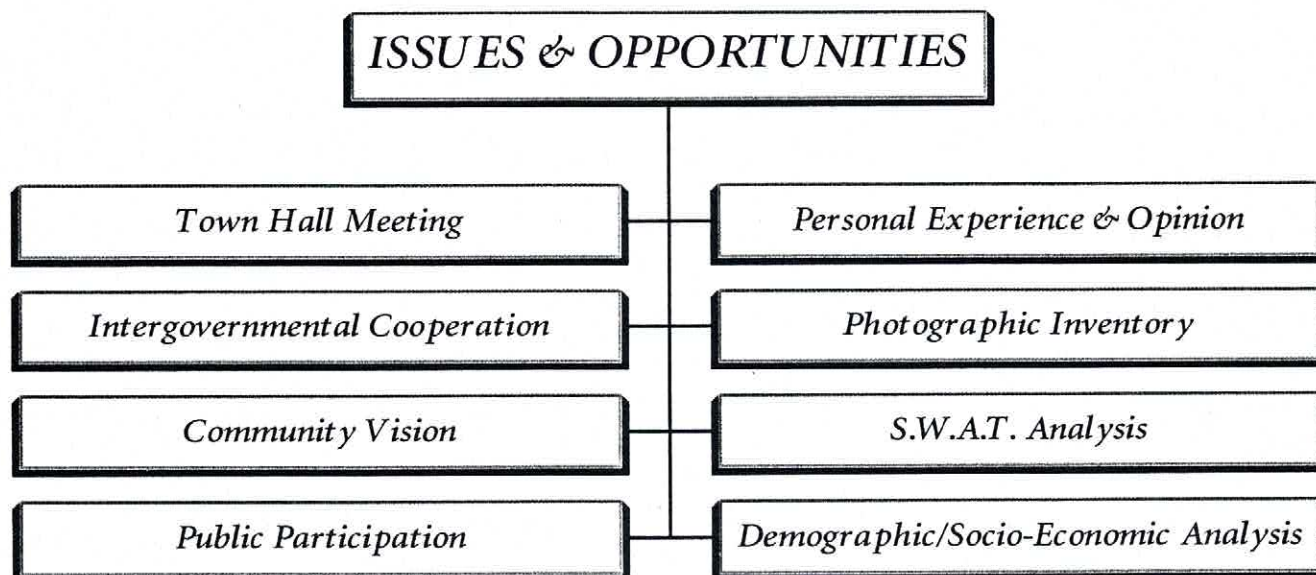 ISSUES & OPPORTUNITIES
Town Hall Meeting
Personal Experience & Opinion
Intergovernmental Cooperation
Photographic Inventory
Community Vision
S.W.A.T. Analysis
Public Participation
Demographic/Socio-Economic Analysis